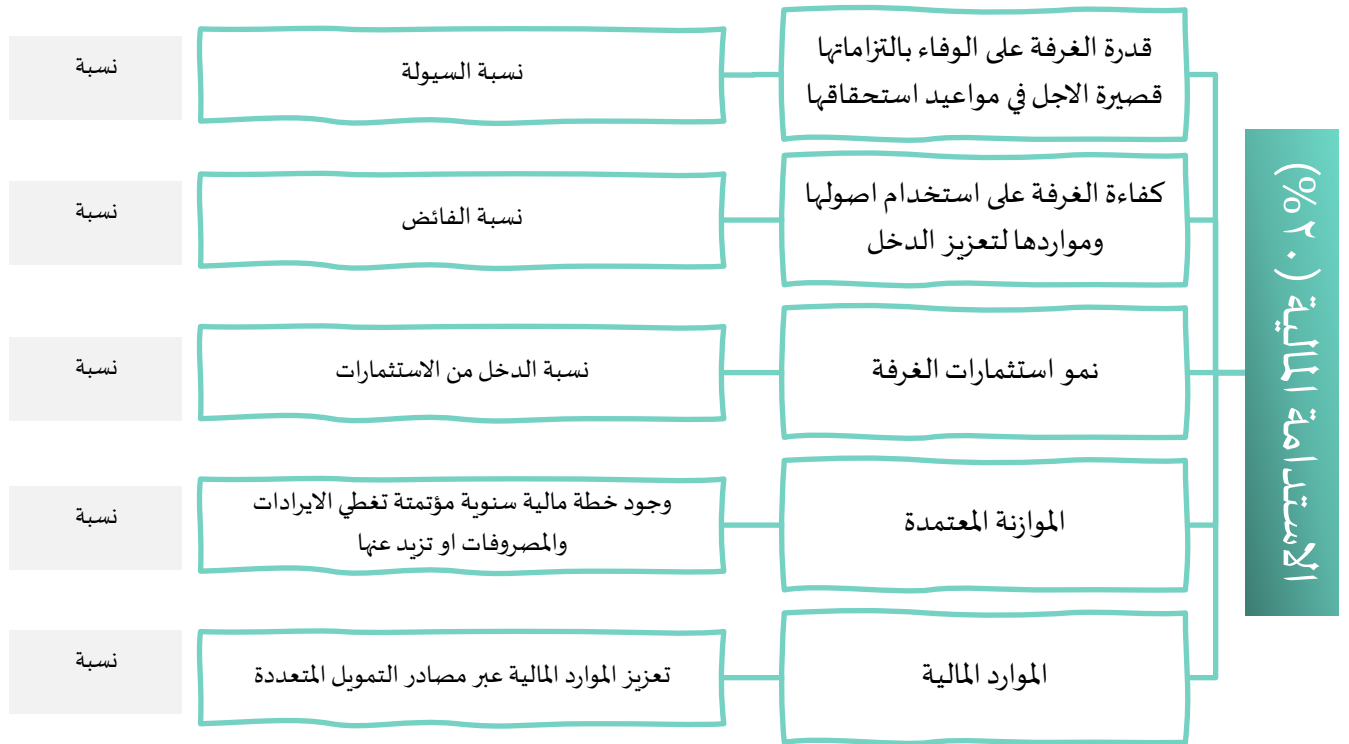 الاستدامة المالية (٢٠%)
قدرة الغرفة على الوفاء بالتزاماتها
قصيرة الاجل في مواعيد استحقاقها
نسبة السيولة
نسبة
كفاءة الغرفة على استخدام اصولها
ومواردها لتعزيز الدخل
نسبة الفائض
نسبة
نمو استثمارات الغرفة
نسبة الدخل من الاستثمارات
نسبة
الموازنة المعتمدة
وجود خطة مالية سنوية مؤتمتة تغطي الايرادات
والمصروفات او تزيد عنها
نسبة
الموارد المالية
تعزيز الموارد المالية عبر مصادر التمويل المتعددة
نسبة